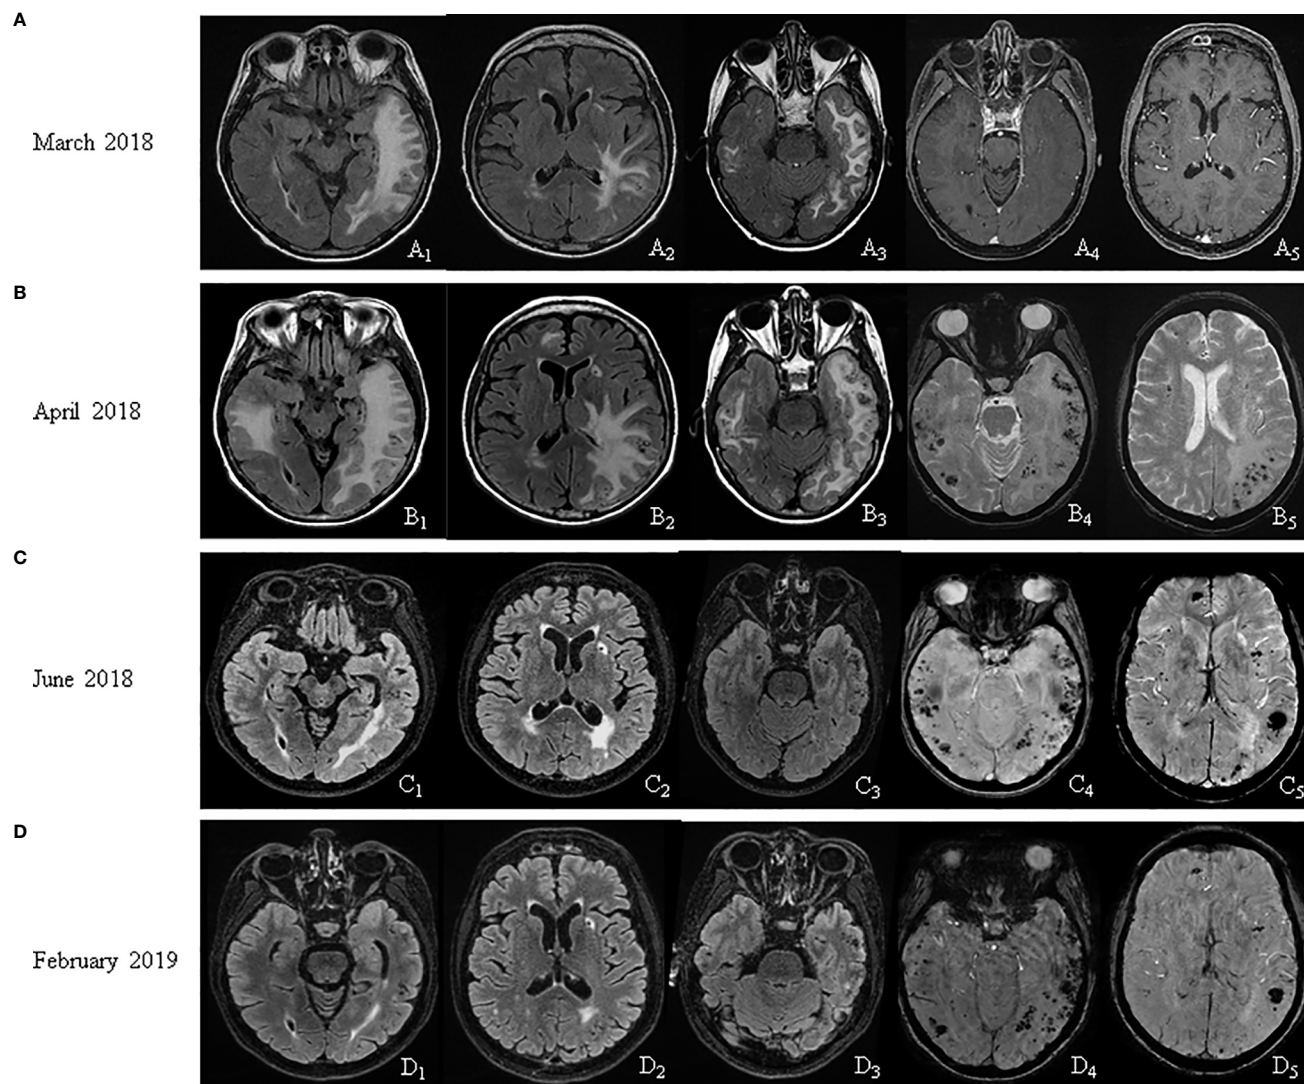 A
March 2018
A1 A2 A3 A4 A5
B
April 2018
B1 B2 B3 B4 B5
C
June 2018
C1 C2 C3 C4 C5
D
February 2019
D1 D2 D3 D4 D5